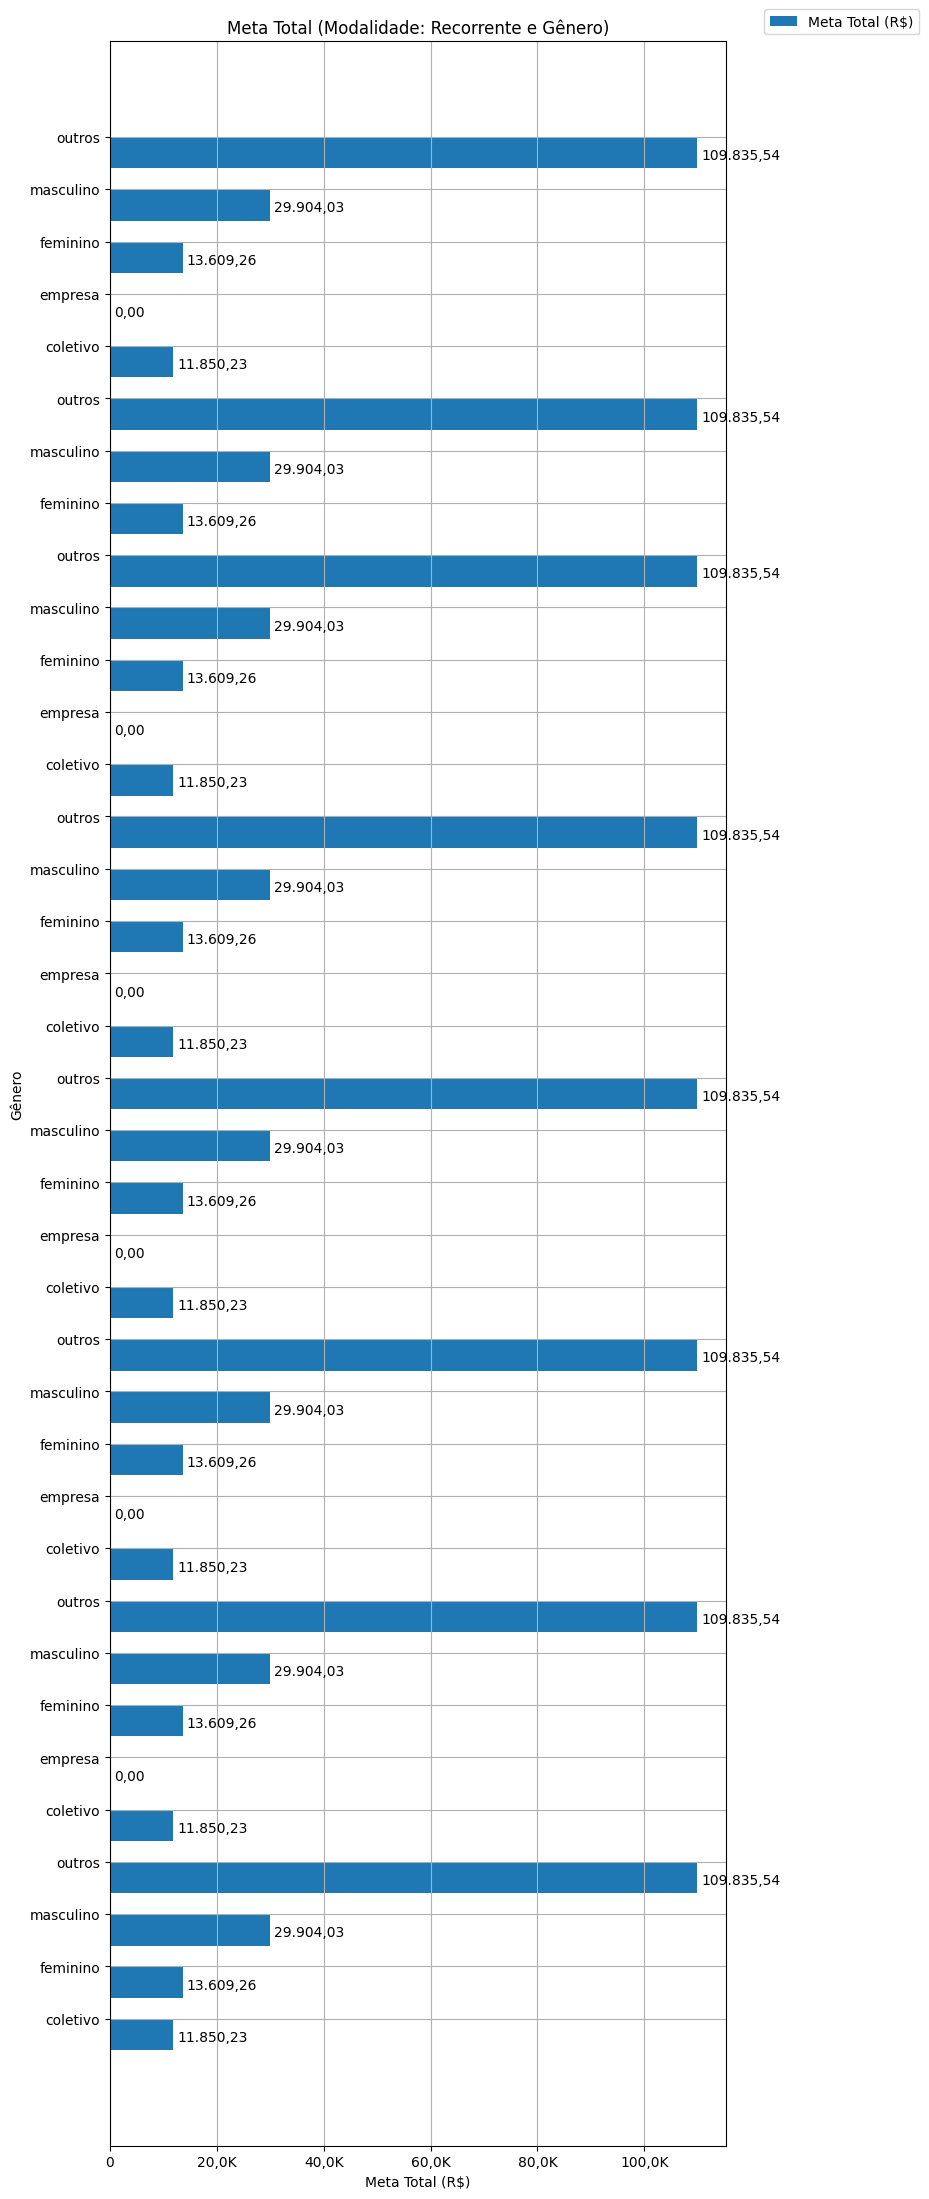 Meta Total (Modalidade: Recorrente e Gênero)
Meta Total (R$)
outros
109.835,54
masculino
29.904,03
feminino
13.609,26
empresa
0,00
coletivo
11.850,23
outros
109.835,54
masculino
29.904,03
feminino
13.609,26
outros
109.835,54
masculino
29.904,03
feminino
13.609,26
empresa
0,00
coletivo
11.850,23
outros
109.835,54
masculino
29.904,03
feminino
13.609,26
empresa
0,00
coletivo
11.850,23
outros
109.835,54
masculino
29.904,03
feminino
13.609,26
empresa
0,00
coletivo
11.850,23
outros
109.835,54
masculino
29.904,03
feminino
13.609,26
empresa
0,00
coletivo
11.850,23
outros
109.835,54
masculino
29.904,03
feminino
13.609,26
empresa
0,00
coletivo
11.850,23
outros
109.835,54
masculino
29.904,03
feminino
13.609,26
coletivo
11.850,23
Gênero
0 20,0K 40,0K 60,0K 80,0K 100,0K
Meta Total (R$)